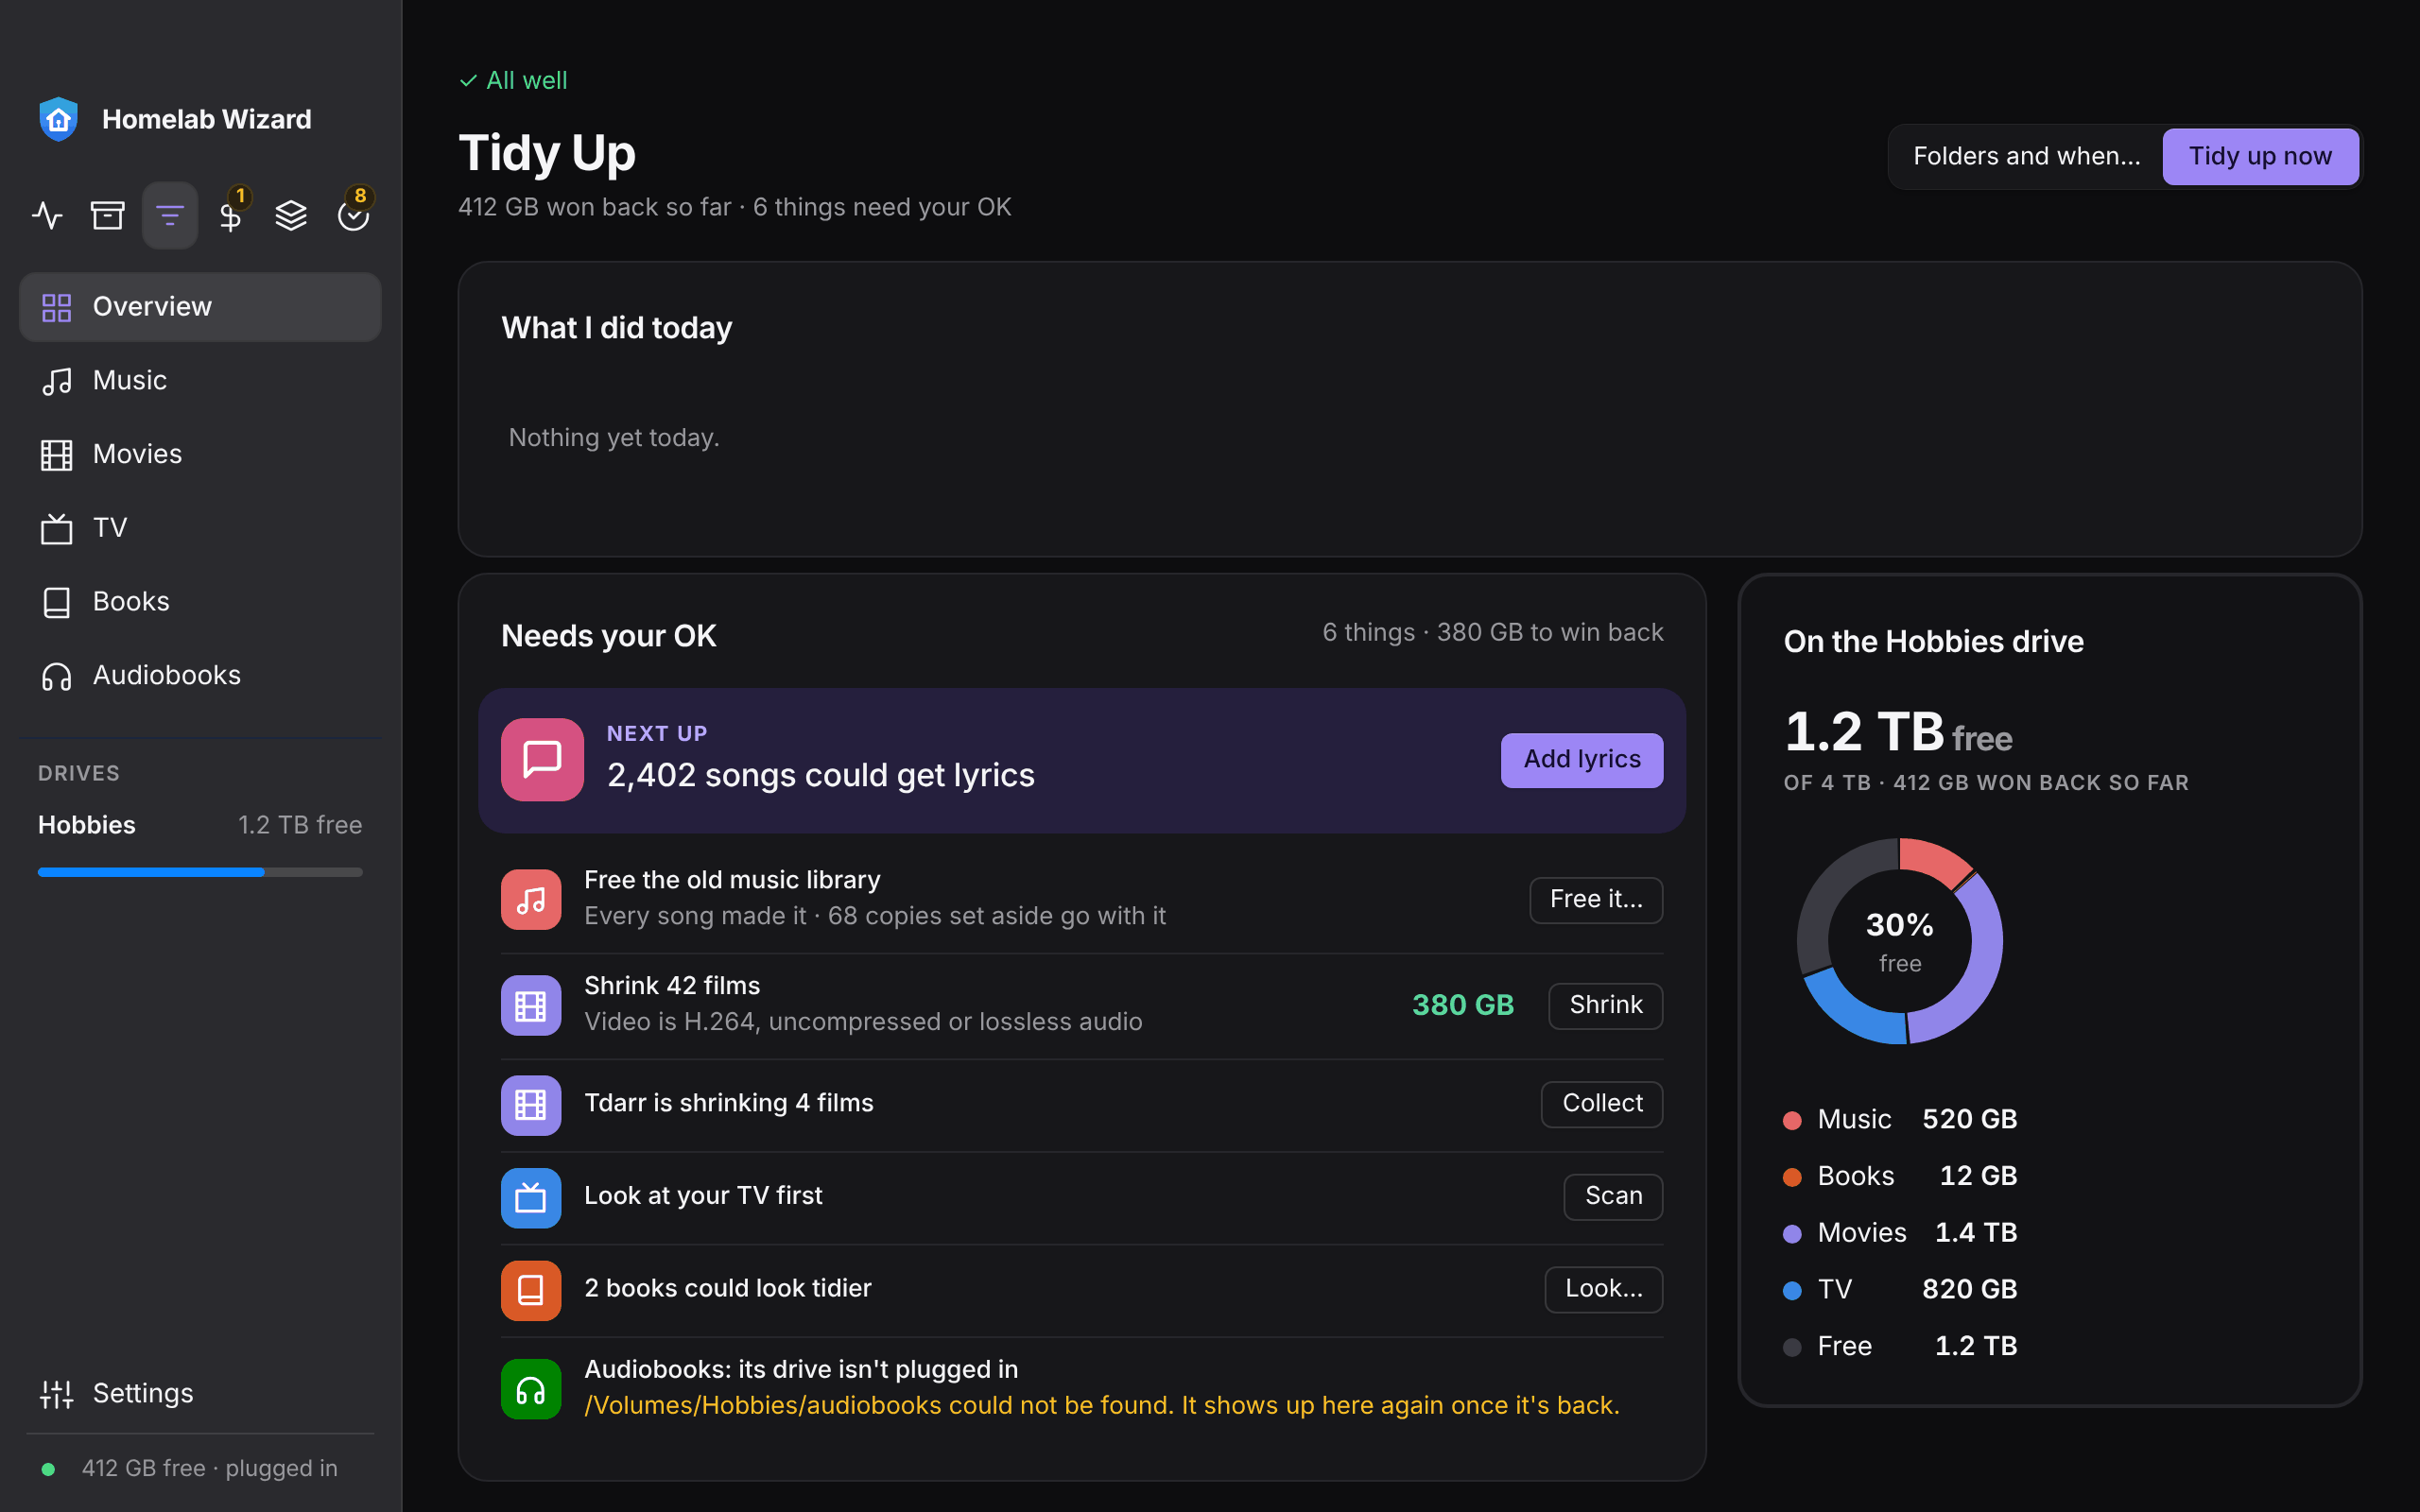 Homelab Wizard
1
8
Overview
Music
Movies
TV
Books
Audiobooks
DRIVES
Hobbies 1.2 TB free
Settings
412 GB free · plugged in
All well
Tidy Up
412 GB won back so far · 6 things need your OK
Folders and when...
Tidy up now
What I did today
Nothing yet today.
Needs your OK
6 things · 380 GB to win back
NEXT UP
2,402 songs could get lyrics
Add lyrics
Free the old music library
Every song made it · 68 copies set aside go with it
Free it...
Shrink 42 films
Video is H.264, uncompressed or lossless audio
380 GB
Shrink
Tdarr is shrinking 4 films
Collect
Look at your TV first
Scan
2 books could look tidier
Look...
Audiobooks: its drive isn't plugged in
/Volumes/Hobbies/audiobooks could not be found. It shows up here again once it's back.
On the Hobbies drive
1.2 TB free
OF 4 TB · 412 GB WON BACK SO FAR
30%
free
Music 520 GB
Books 12 GB
Movies 1.4 TB
TV 820 GB
Free 1.2 TB